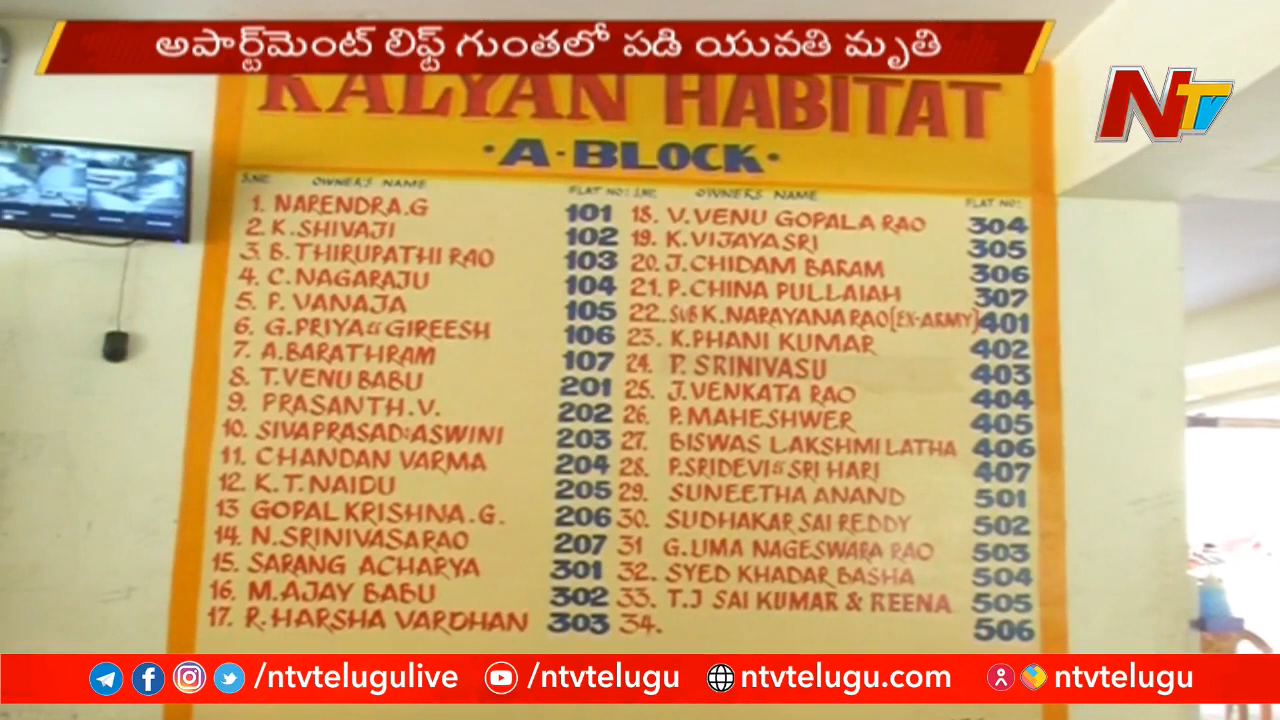 అపార్ట్‌మెంట్ లిఫ్ట్ గుంతలో పడి యువతి మృతి
NTV
KALYAN HABITAT
·A·BLOCK·
S.NO. OWNERS NAME FLAT NO:
1. NARENDRA.G 101
2. K.SHIVAJI 102
3. B.THIRUPATHI RAO 103
4. C.NAGARAJU 104
5. P.VANAJA 105
6. G.PRIYA & GIREESH 106
7. A.BARATHRAM 107
8. T.VENU BABU 201
9. PRASANTH.V. 202
10. SIVAPRASAD:ASWINI 203
11. CHANDAN VARMA 204
12. K.T.NAIDU 205
13 GOPAL KRISHNA.G. 206
14. N.SRINIVASARAO 207
15. SARANG ACHARYA 301
16. M.AJAY BABU 302
17. R.HARSHA VARDHAN 303
S.NO. OWNERS NAME FLAT NO:
18. V.VENU GOPALA RAO 304
19. K.VIJAYASRI 305
20. J.CHIDAM BARAM 306
21. P.CHINA PULLAIAH 307
22. SUB K.NARAYANA RAO [EX-ARMY] 401
23. K.PHANI KUMAR 402
24. P.SRINIVASU 403
25. J.VENKATA RAO 404
26. P.MAHESHWER 405
27. BISWAS LAKSHMI LATHA 406
28. P.SRIDEVI & SRI HARI 407
29. SUNEETHA ANAND 501
30. SUDHAKAR SAI REDDY 502
31 G.UMA NAGESWARA RAO 503
32. SYED KHADAR BASHA 504
33. T.J SAI KUMAR & REENA 505
34. 506
/ntvtelugulive /ntvtelugu ntvtelugu.com ntvtelugu